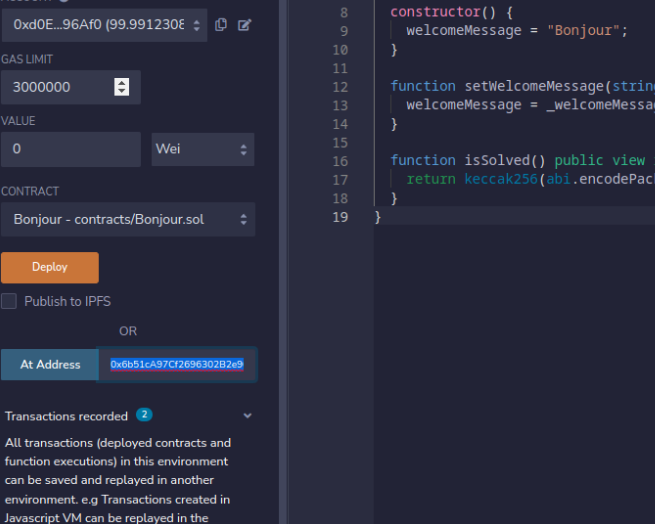 0xd0E...96Af0 (99.9912308
GAS LIMIT
3000000
VALUE
0
Wei
CONTRACT
Bonjour - contracts/Bonjour.sol
Deploy
Publish to IPFS
OR
At Address
0x6b51cA97Cf2696302B2e9
Transactions recorded 2
All transactions (deployed contracts and
function executions) in this environment
can be saved and replayed in another
environment. e.g Transactions created in
Javascript VM can be replayed in the
8 constructor() {
9 welcomeMessage = "Bonjour";
10 }
11
12 function setWelcomeMessage(string
13 welcomeMessage = _welcomeMessa
14 }
15
16 function isSolved() public view
17 return keccak256(abi.encodePac
18 }
19 }